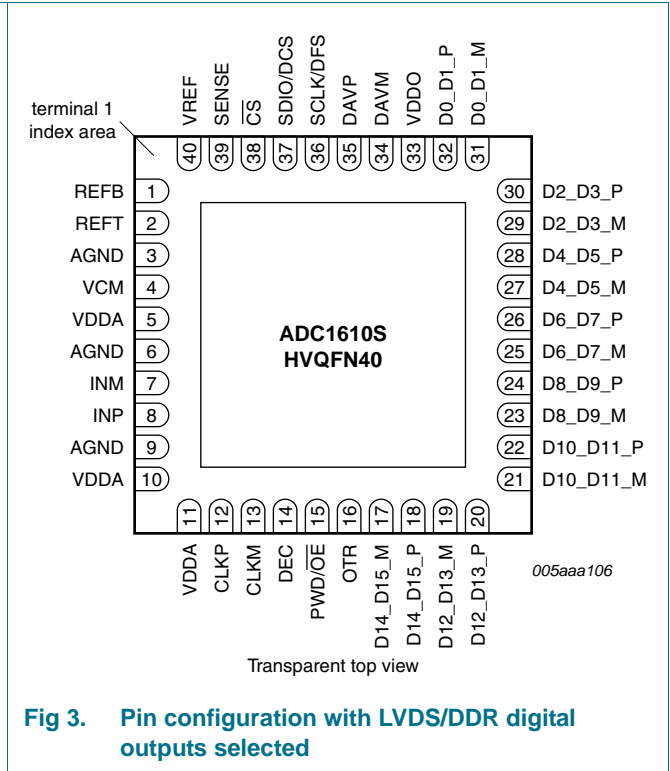 terminal 1
index area
VREF
SENSE
CS
SDIO/DCS
SCLK/DFS
DAVP
DAVM
VDDO
D0_D1_P
D0_D1_M
40
39
38
37
36
35
34
33
32
31
REFB 1
REFT 2
AGND 3
VCM 4
VDDA 5
AGND 6
INM 7
INP 8
AGND 9
VDDA 10
ADC1610S
HVQFN40
30 D2_D3_P
29 D2_D3_M
28 D4_D5_P
27 D4_D5_M
26 D6_D7_P
25 D6_D7_M
24 D8_D9_P
23 D8_D9_M
22 D10_D11_P
21 D10_D11_M
11
12
13
14
15
16
17
18
19
20
VDDA
CLKP
CLKM
DEC
PWD/OE
OTR
D14_D15_M
D14_D15_P
D12_D13_M
D12_D13_P
005aaa106
Transparent top view
Fig 3. Pin configuration with LVDS/DDR digital
outputs selected